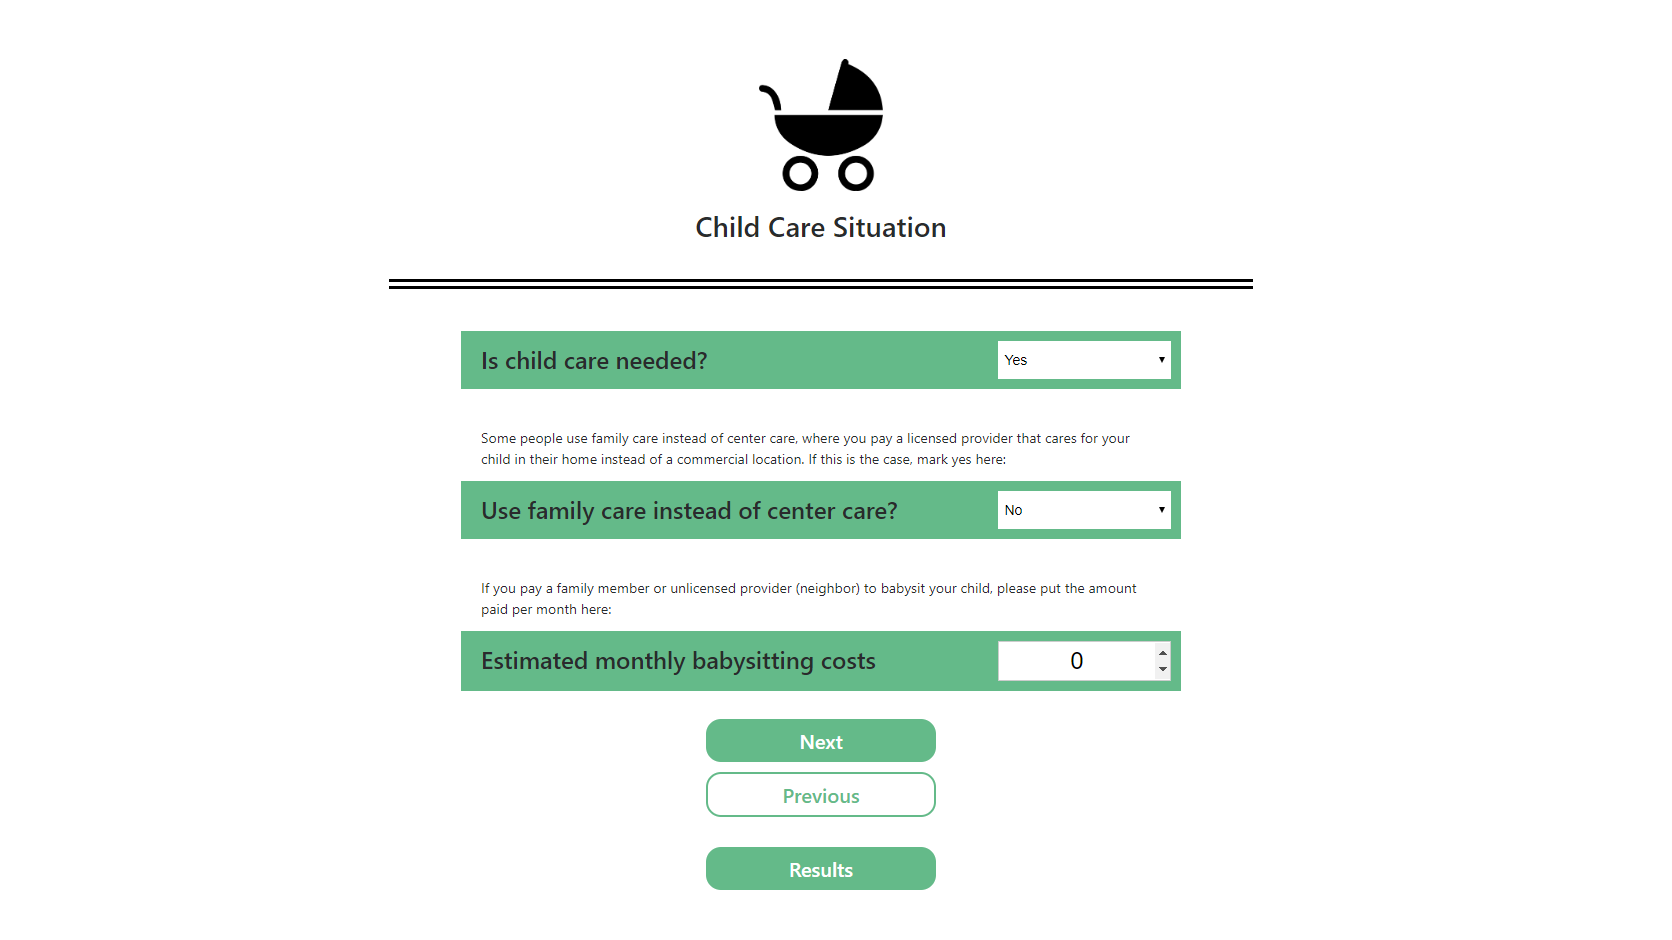 Child Care Situation
Is child care needed?
Yes
Some people use family care instead of center care, where you pay a licensed provider that cares for your
child in their home instead of a commercial location. If this is the case, mark yes here:
Use family care instead of center care?
No
If you pay a family member or unlicensed provider (neighbor) to babysit your child, please put the amount
paid per month here:
Estimated monthly babysitting costs
0
Next
Previous
Results